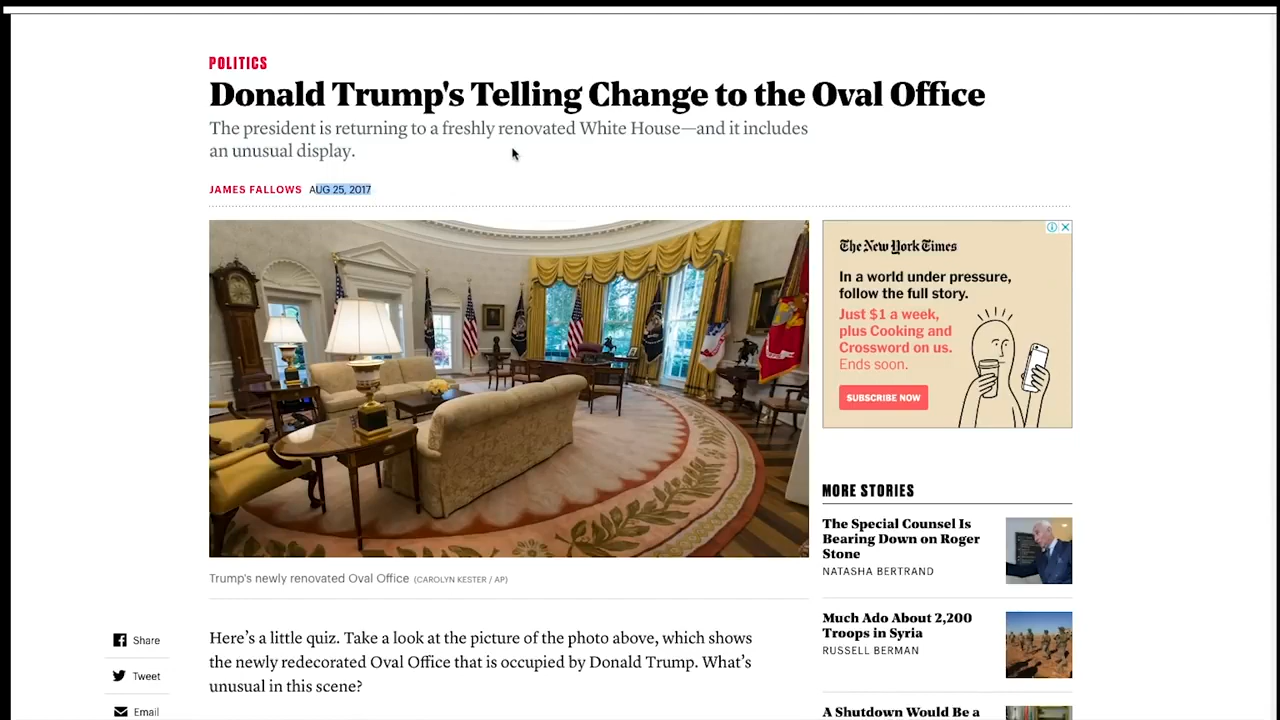 POLITICS
Donald Trump's Telling Change to the Oval Office
The president is returning to a freshly renovated White House—and it includes
an unusual display.
JAMES FALLOWS AUG 25, 2017
The New York Times
In a world under pressure,
follow the full story.
Just $1 a week,
plus Cooking and
Crossword on us.
Ends soon.
SUBSCRIBE NOW
Trump's newly renovated Oval Office (CAROLYN KESTER / AP)
Here's a little quiz. Take a look at the picture of the photo above, which shows
the newly redecorated Oval Office that is occupied by Donald Trump. What's
unusual in this scene?
Share
Tweet
Email
MORE STORIES
The Special Counsel Is
Bearing Down on Roger
Stone
NATASHA BERTRAND
Much Ado About 2,200
Troops in Syria
RUSSELL BERMAN
A Shutdown Would Be a